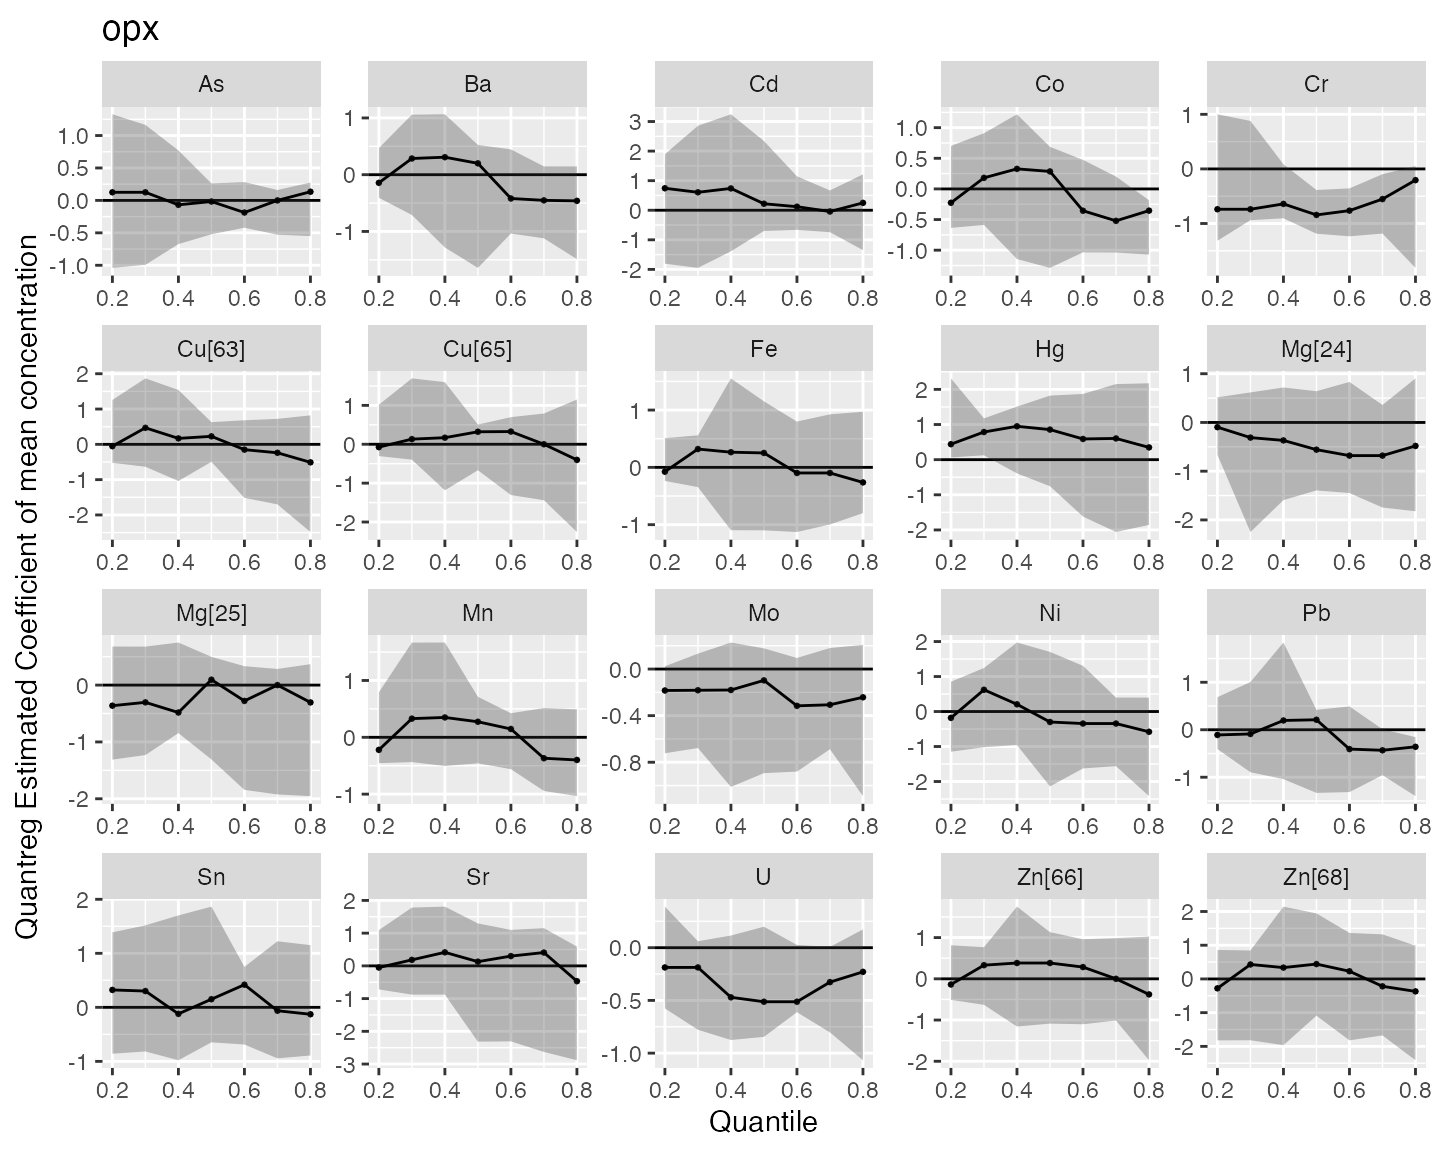 opx
As Ba Cd Co Cr
1.0 0.5 0.0 -0.5 -1.0
1 0 -1
3 2 1 0 -1 -2
1.0 0.5 0.0 -0.5 -1.0
1 0 -1
0.2 0.4 0.6 0.8 0.2 0.4 0.6 0.8 0.2 0.4 0.6 0.8 0.2 0.4 0.6 0.8 0.2 0.4 0.6 0.8
Cu[63] Cu[65] Fe Hg Mg[24]
2 1 0 -1 -2
1 0 -1 -2
1 0 -1
2 1 0 -1 -2
1 0 -1 -2
0.2 0.4 0.6 0.8 0.2 0.4 0.6 0.8 0.2 0.4 0.6 0.8 0.2 0.4 0.6 0.8 0.2 0.4 0.6 0.8
Mg[25] Mn Mo Ni Pb
0 -1 -2
1 0 -1
0.0 -0.4 -0.8
2 1 0 -1 -2
1 0 -1
0.2 0.4 0.6 0.8 0.2 0.4 0.6 0.8 0.2 0.4 0.6 0.8 0.2 0.4 0.6 0.8 0.2 0.4 0.6 0.8
Sn Sr U Zn[66] Zn[68]
2 1 0 -1
2 1 0 -1 -2 -3
0.0 -0.5 -1.0
1 0 -1 -2
2 1 0 -1 -2
0.2 0.4 0.6 0.8 0.2 0.4 0.6 0.8 0.2 0.4 0.6 0.8 0.2 0.4 0.6 0.8 0.2 0.4 0.6 0.8
Quantile
Quantreg Estimated Coefficient of mean concentration